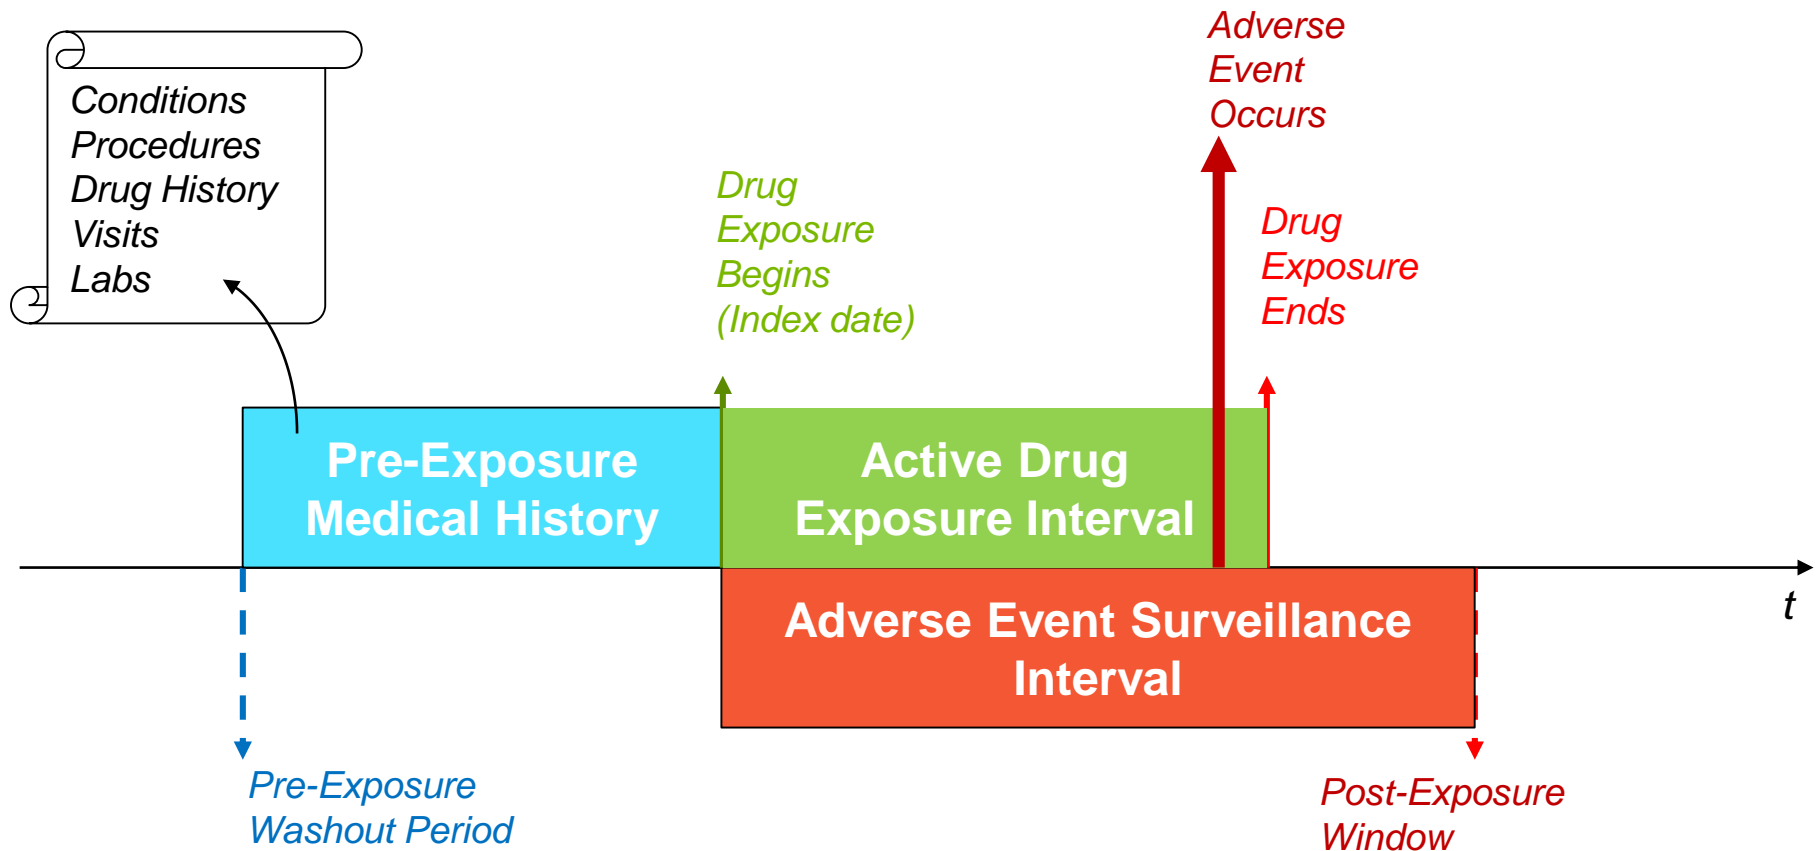 Conditions
Procedures
Drug History
Visits
Labs
Drug
Exposure
Begins
(Index date)
Adverse
Event
Occurs
Drug
Exposure
Ends
Pre-Exposure
Medical History
Active Drug
Exposure Interval
Adverse Event Surveillance
Interval
t
Pre-Exposure
Washout Period
Post-Exposure
Window